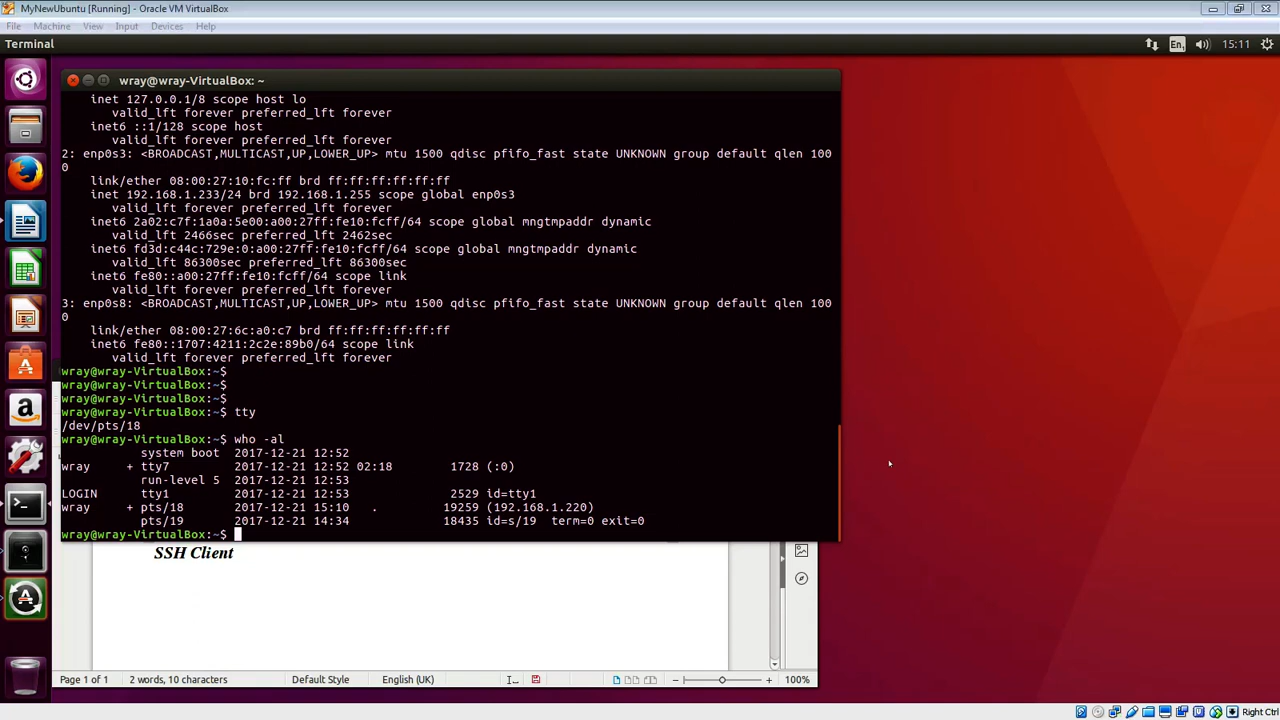 MyNewUbuntu [Running] - Oracle VM VirtualBox
File Machine View Input Devices Help
Terminal En 15:11
wray@wray-VirtualBox: ~
inet 127.0.0.1/8 scope host lo
valid_lft forever preferred_lft forever
inet6 ::1/128 scope host
valid_lft forever preferred_lft forever
2: enp0s3: <BROADCAST,MULTICAST,UP,LOWER_UP> mtu 1500 qdisc pfifo_fast state UNKNOWN group default qlen 100
0
link/ether 08:00:27:10:fc:ff brd ff:ff:ff:ff:ff:ff
inet 192.168.1.233/24 brd 192.168.1.255 scope global enp0s3
valid_lft forever preferred_lft forever
inet6 2a02:c7f:1a0a:5e00:a00:27ff:fe10:fcff/64 scope global mngtmpaddr dynamic
valid_lft 2466sec preferred_lft 2462sec
inet6 fd3d:c44c:729e:0:a00:27ff:fe10:fcff/64 scope global mngtmpaddr dynamic
valid_lft 86300sec preferred_lft 86300sec
inet6 fe80::a00:27ff:fe10:fcff/64 scope link
valid_lft forever preferred_lft forever
3: enp0s8: <BROADCAST,MULTICAST,UP,LOWER_UP> mtu 1500 qdisc pfifo_fast state UNKNOWN group default qlen 100
0
link/ether 08:00:27:6c:a0:c7 brd ff:ff:ff:ff:ff:ff
inet6 fe80::1707:4211:2c2e:89b0/64 scope link
valid_lft forever preferred_lft forever
wray@wray-VirtualBox:~$
wray@wray-VirtualBox:~$
wray@wray-VirtualBox:~$
wray@wray-VirtualBox:~$ tty
/dev/pts/18
wray@wray-VirtualBox:~$ who -al
system boot 2017-12-21 12:52
wray + tty7 2017-12-21 12:52 02:18 1728 (:0)
run-level 5 2017-12-21 12:53
LOGIN tty1 2017-12-21 12:53 2529 id=tty1
wray + pts/18 2017-12-21 15:10 . 19259 (192.168.1.220)
pts/19 2017-12-21 14:34 18435 id=s/19 term=0 exit=0
wray@wray-VirtualBox:~$
SSH Client
Page 1 of 1 2 words, 10 characters Default Style English (UK) 100%
Right Ctrl